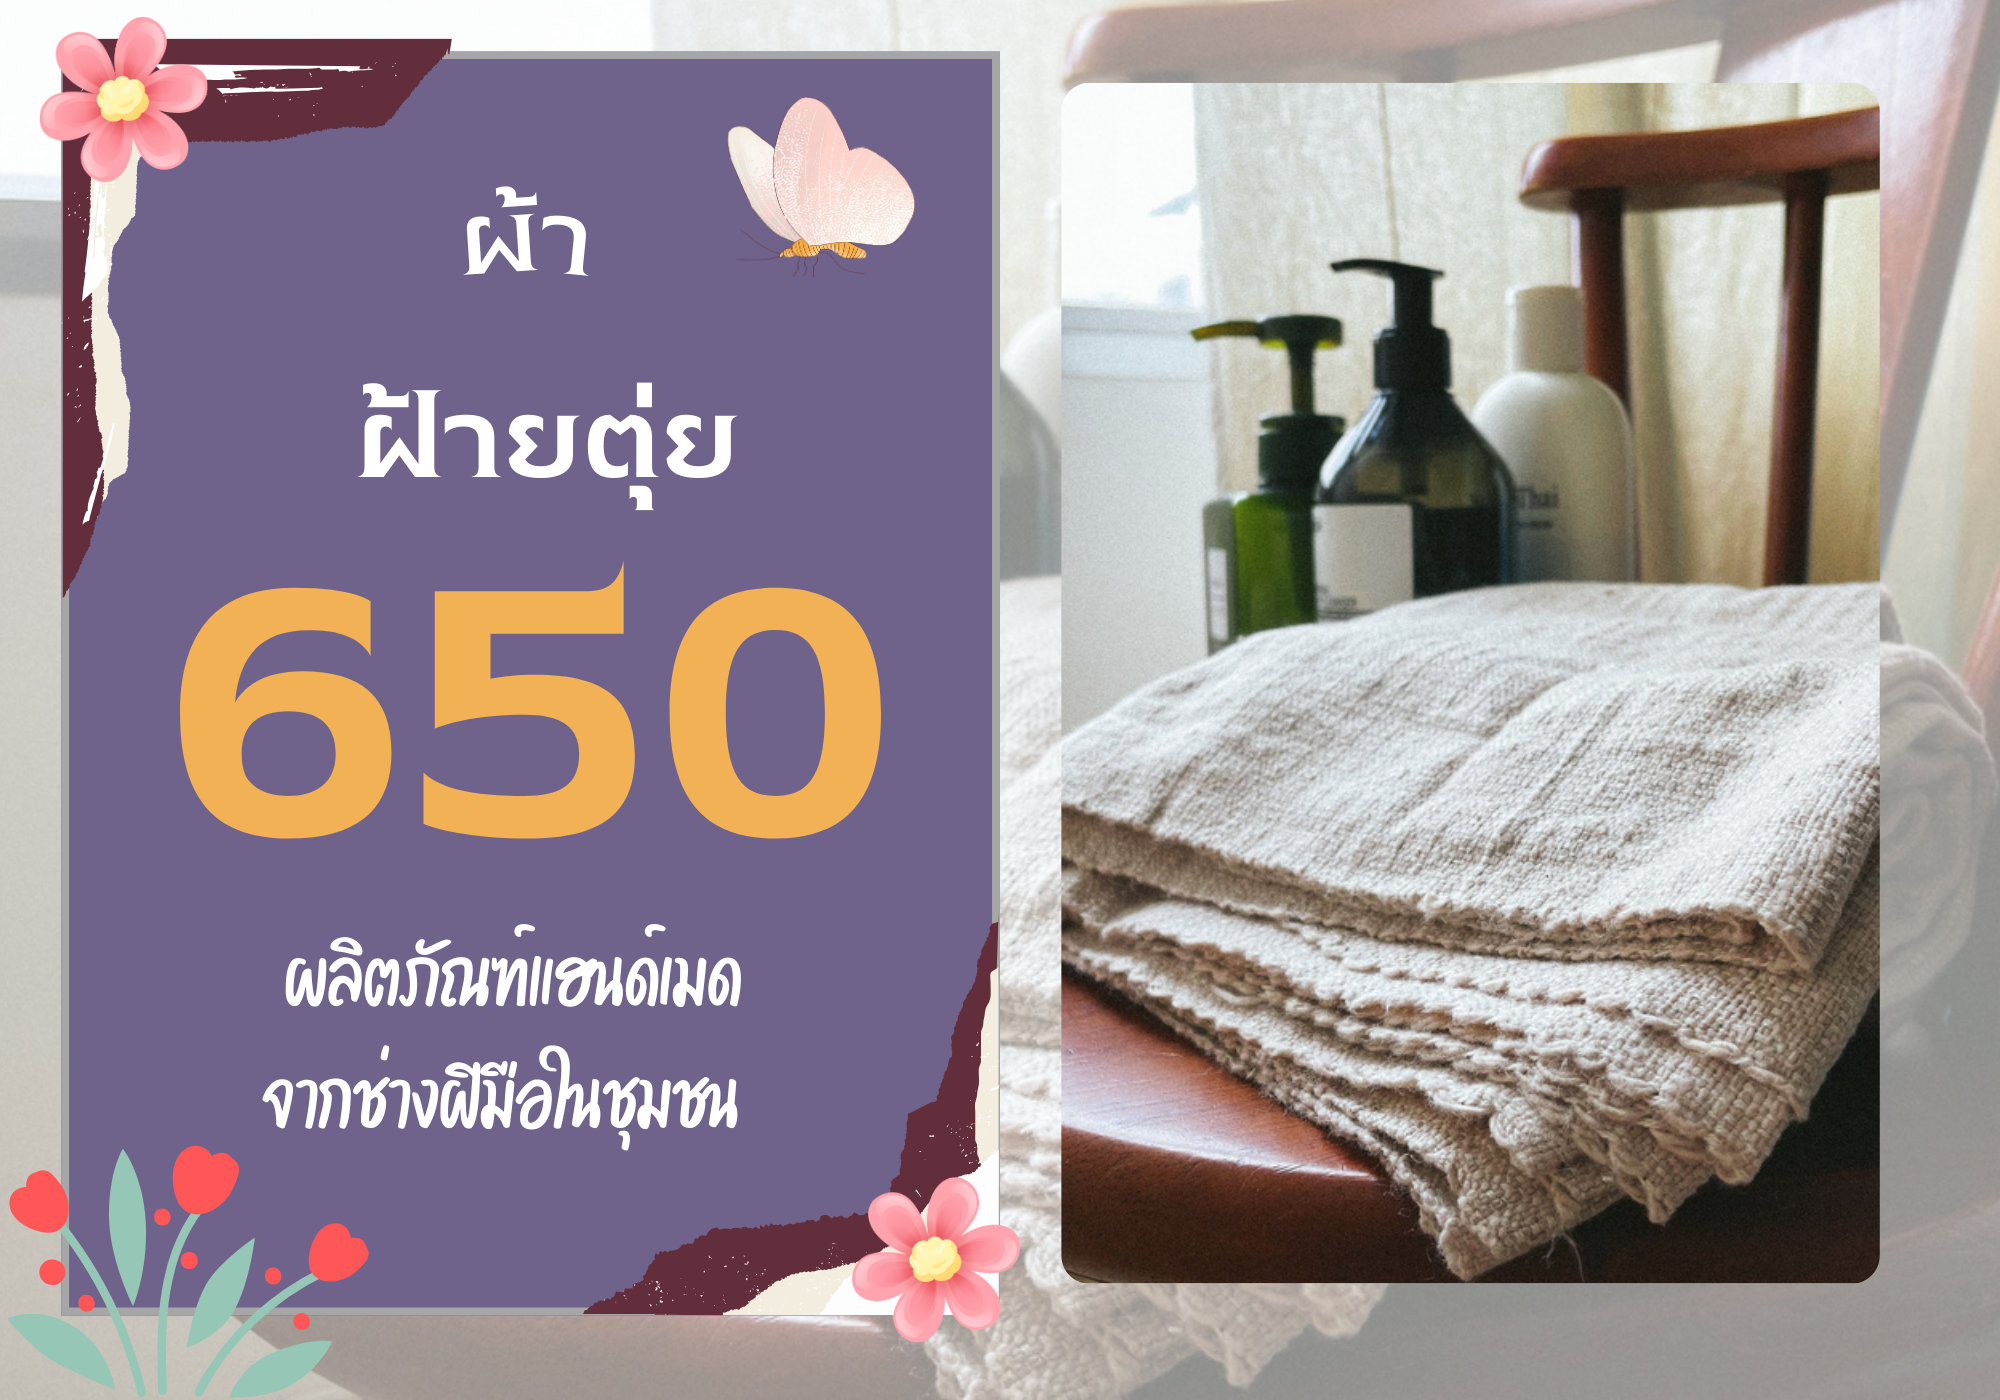 ผ้า
ฝ้ายตุ่ย
650
ผลิตภัณฑ์แฮนด์เมด
จากช่างฝีมือในชุมชน
Thai